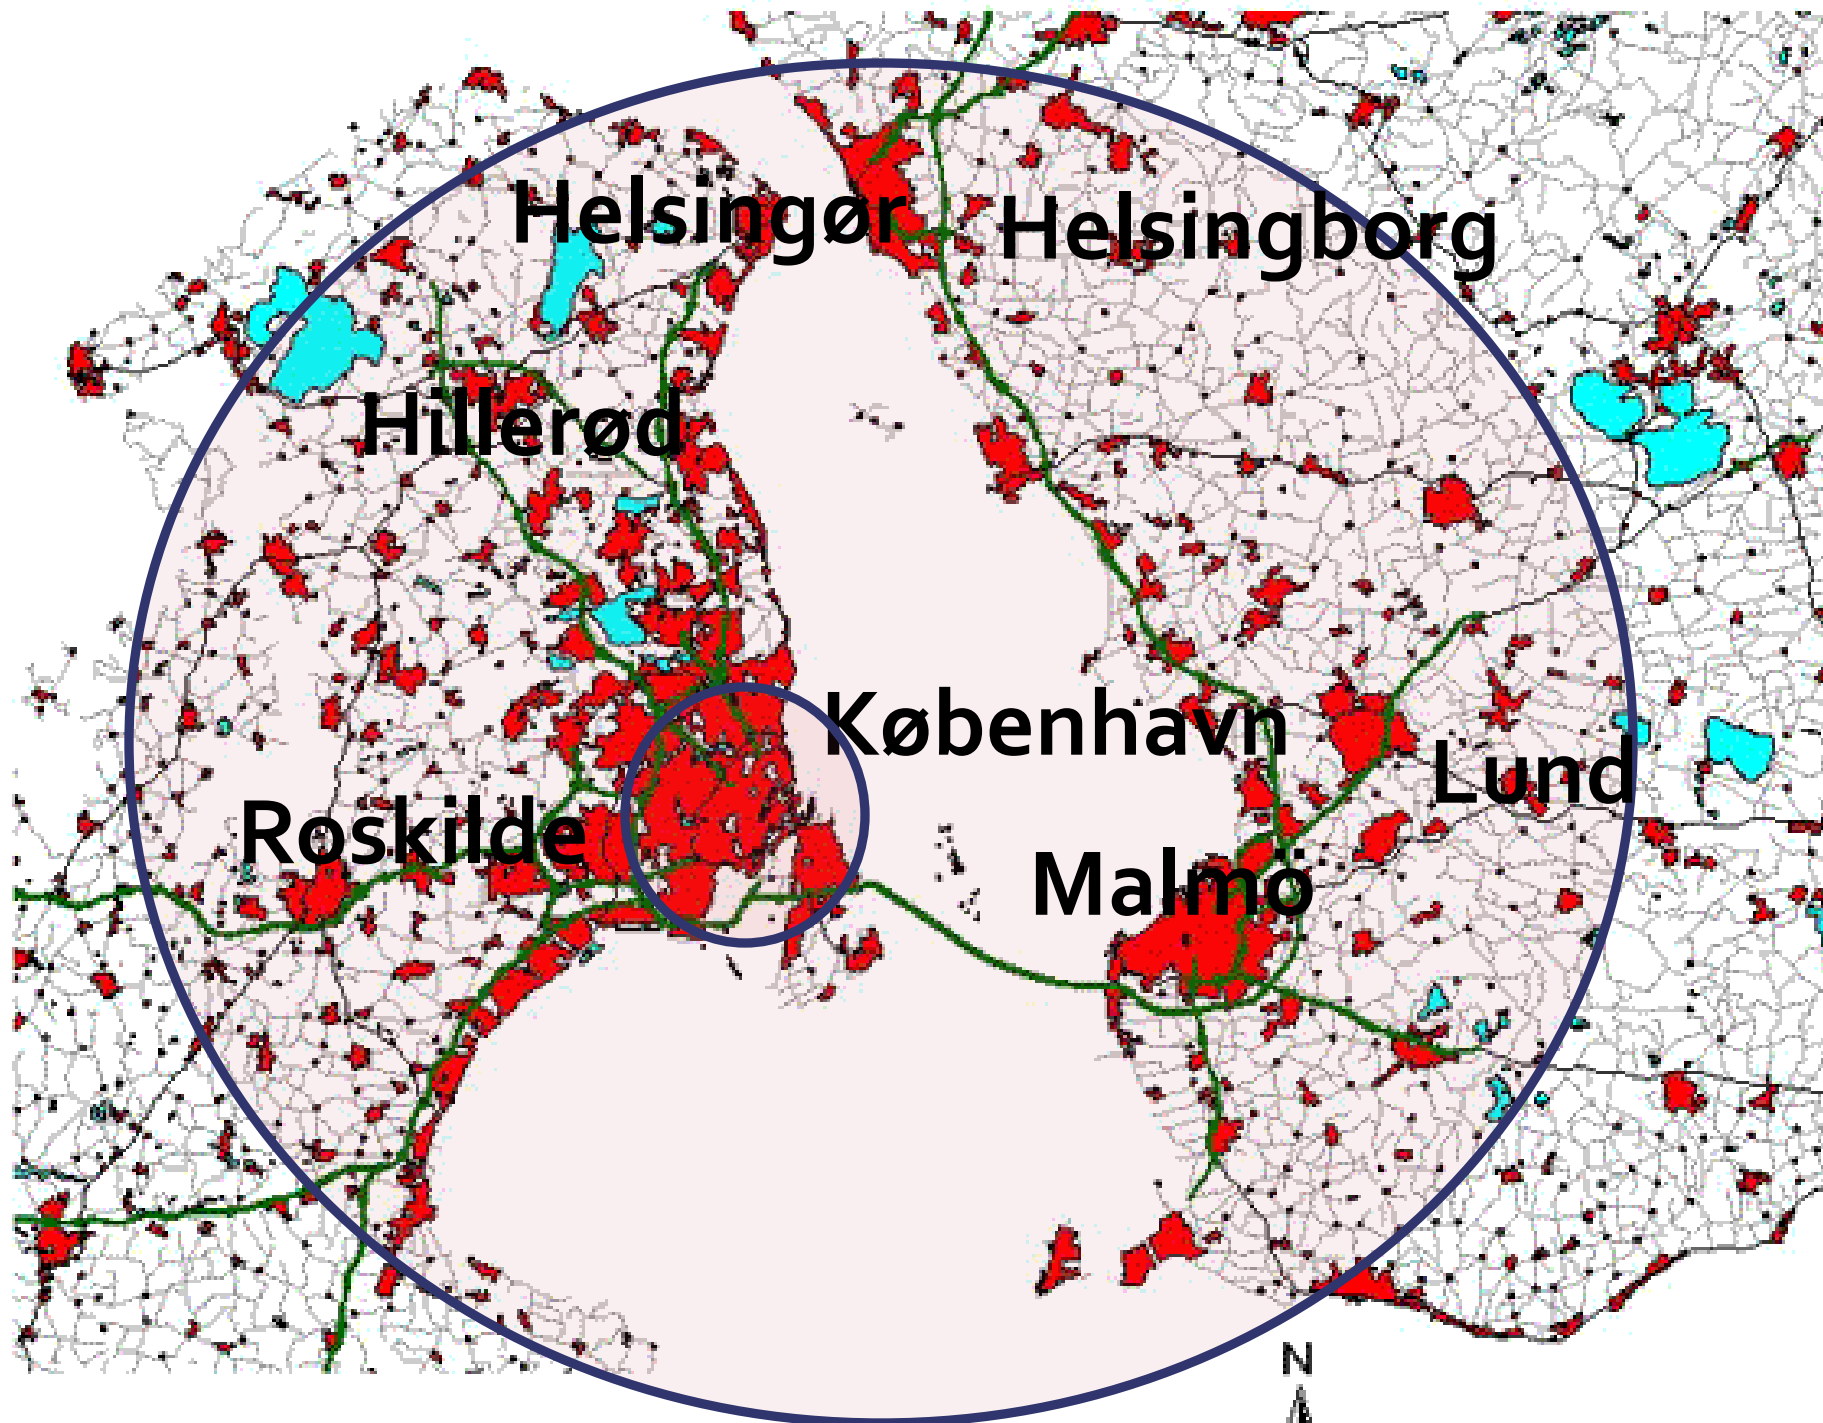 Helsingør
Helsingborg
Hillerød
København
Lund
Roskilde
Malmö
N